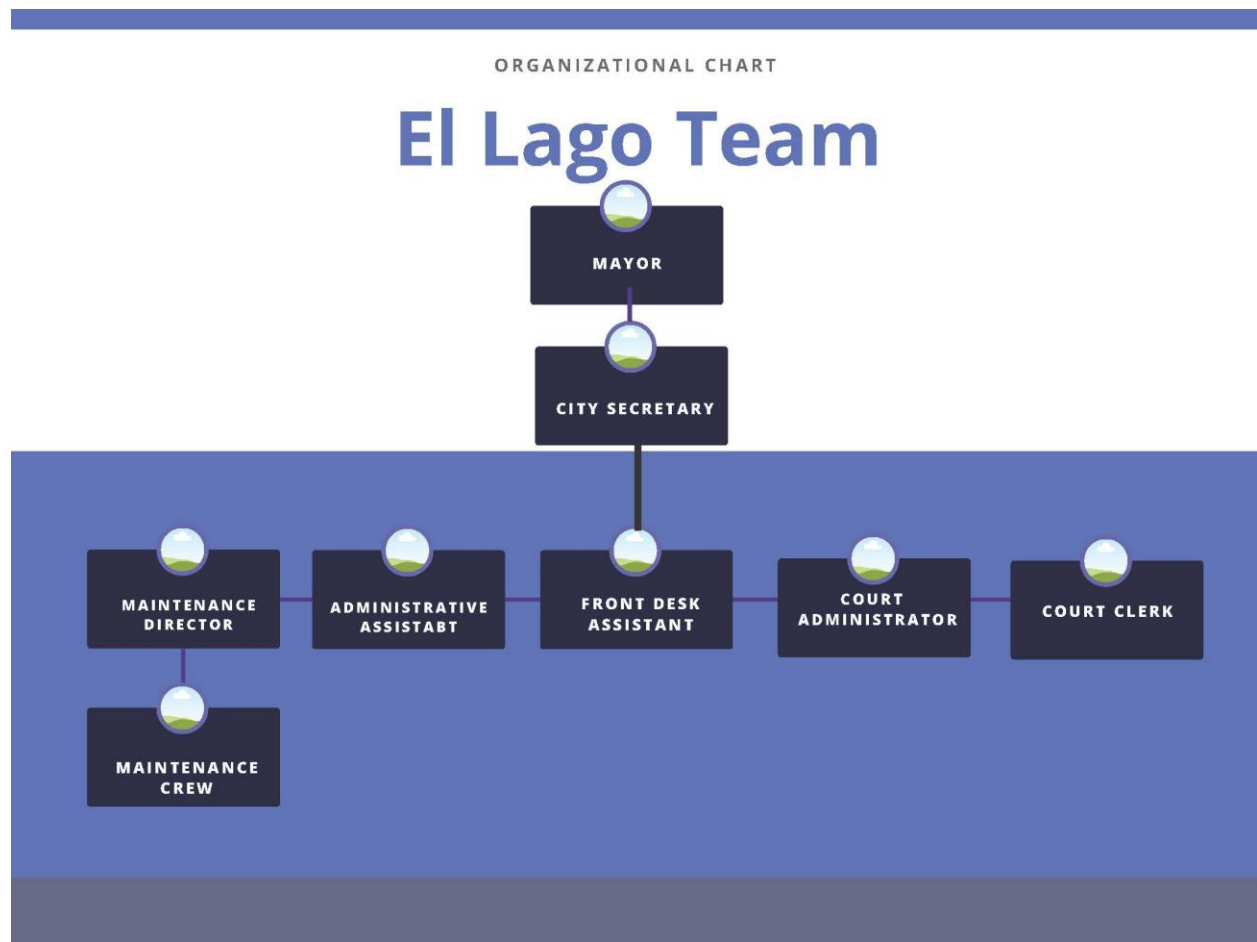 ORGANIZATIONAL CHART
El Lago Team
MAYOR
CITY SECRETARY
MAINTENANCE
DIRECTOR
ADMINISTRATIVE
ASSISTABT
FRONT DESK
ASSISTANT
COURT
ADMINISTRATOR
COURT CLERK
MAINTENANCE
CREW